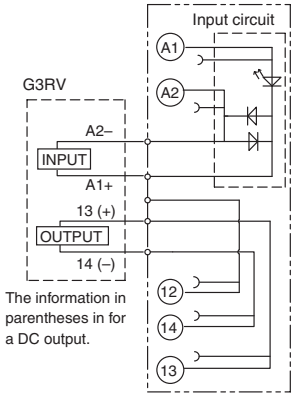 Input circuit
A1
G3RV
A2
A2–
INPUT
A1+
13 (+)
OUTPUT
14 (–)
12
The information in
parentheses in for
a DC output.
14
13